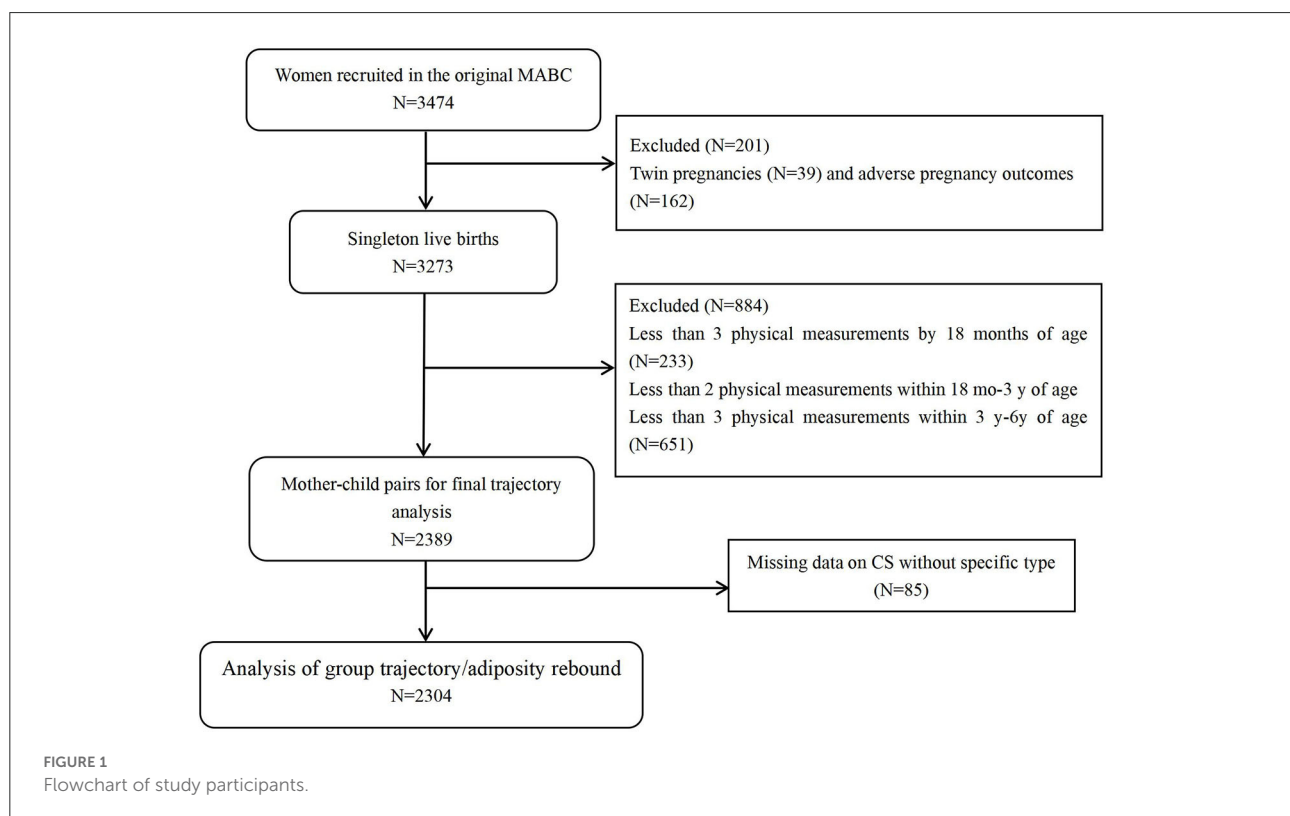 Women recruited in the original MABC
N=3474
Excluded (N=201)
Twin pregnancies (N=39) and adverse pregnancy outcomes
(N=162)
Singleton live births
N=3273
Excluded (N=884)
Less than 3 physical measurements by 18 months of age
(N=233)
Less than 2 physical measurements within 18 mo-3 y of age
Less than 3 physical measurements within 3 y-6y of age
(N=651)
Mother-child pairs for final trajectory
analysis
N=2389
Missing data on CS without specific type
(N=85)
Analysis of group trajectory/adiposity rebound
N=2304
FIGURE 1
Flowchart of study participants.